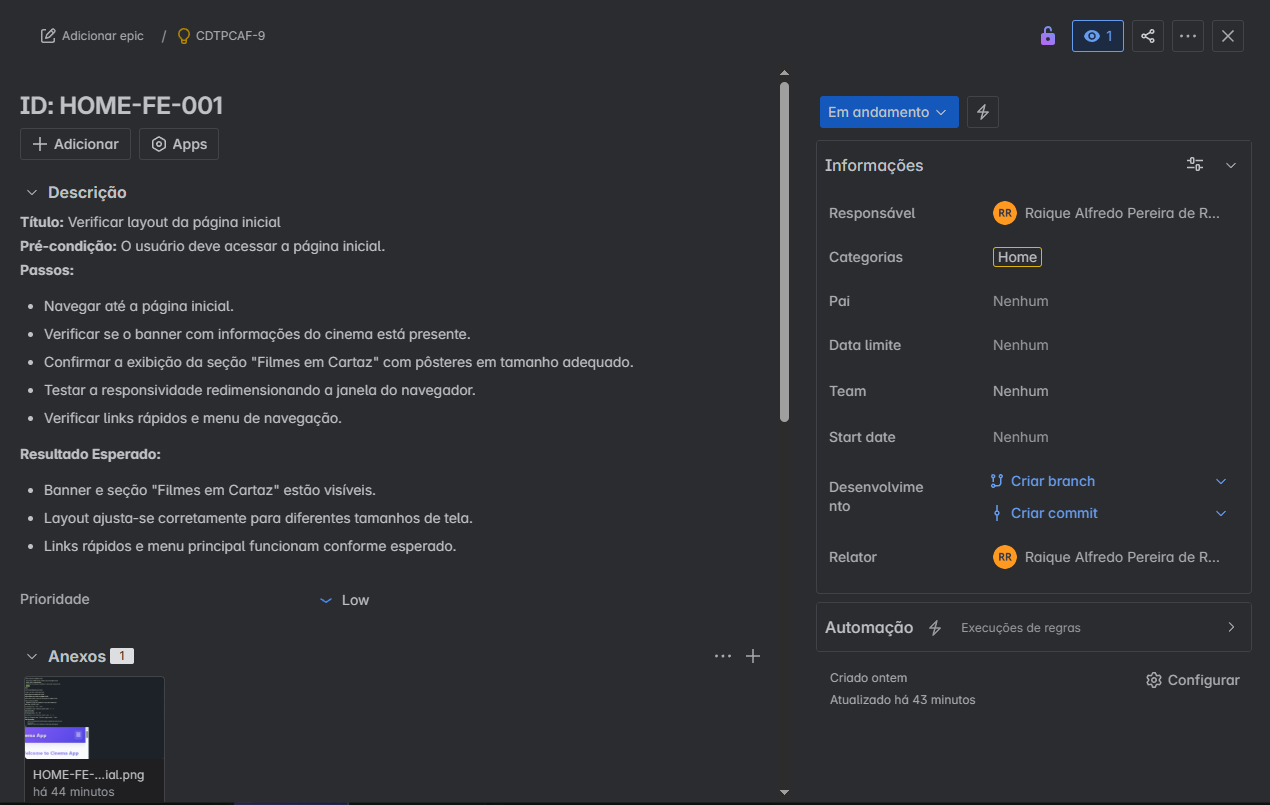 Adicionar epic / CDTPCAF-9
1
ID: HOME-FE-001
Adicionar
Apps
Descrição
Título: Verificar layout da página inicial
Pré-condição: O usuário deve acessar a página inicial.
Passos:
• Navegar até a página inicial.
• Verificar se o banner com informações do cinema está presente.
• Confirmar a exibição da seção "Filmes em Cartaz" com pôsteres em tamanho adequado.
• Testar a responsividade redimensionando a janela do navegador.
• Verificar links rápidos e menu de navegação.
Resultado Esperado:
• Banner e seção "Filmes em Cartaz" estão visíveis.
• Layout ajusta-se corretamente para diferentes tamanhos de tela.
• Links rápidos e menu principal funcionam conforme esperado.
Prioridade
Low
Anexos 1
Cinema App
HOME-FE-...ial.png
há 44 minutos
Em andamento
Informações
Responsável
RR Raique Alfredo Pereira de R...
Categorias
Home
Pai
Nenhum
Data limite
Nenhum
Team
Nenhum
Start date
Nenhum
Desenvolvime
nto
Criar branch
Criar commit
Relator
RR Raique Alfredo Pereira de R...
Automação
Execuções de regras
Criado ontem
Atualizado há 43 minutos
Configurar